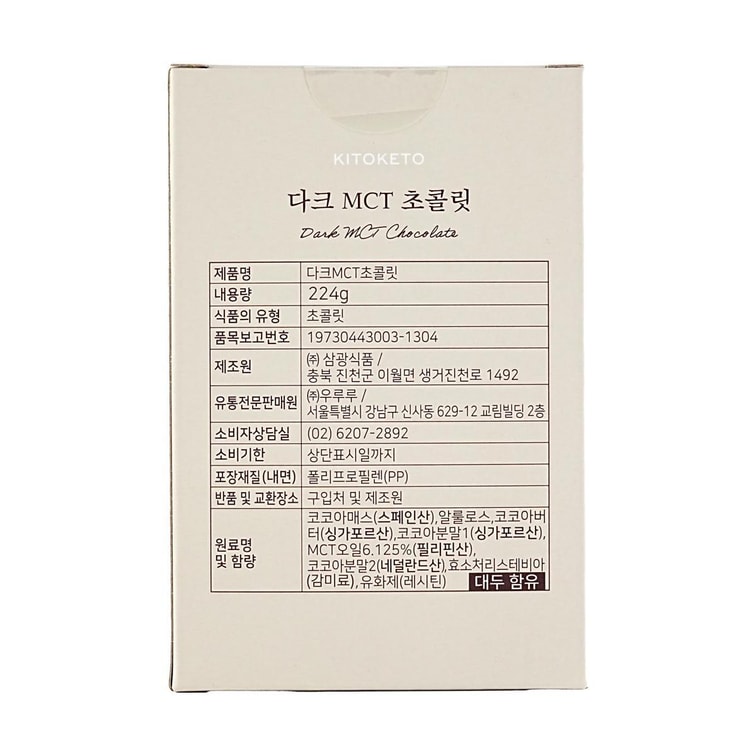 KITOKETO
다크 MCT 초콜릿
Dark MCT Chocolate
제품명 다크MCT초콜릿
내용량 224g
식품의 유형 초콜릿
품목보고번호 19730443003-1304
제조원 ㈜ 삼광식품 /
충북 진천군 이월면 생거진천로 1492
유통전문판매원 ㈜우루루 /
서울특별시 강남구 신사동 629-12 교림빌딩 2층
소비자상담실 (02) 6207-2892
소비기한 상단표시일까지
포장재질(내면) 폴리프로필렌(PP)
반품 및 교환장소 구입처 및 제조원
원료명
및 함량
코코아매스(스페인산),알룰로스,코코아버
터(싱가포르산),코코아분말1(싱가포르산),
MCT오일6.125%(필리핀산),
코코아분말2(네덜란드산),효소처리스테비아
(감미료),유화제(레시틴) 대두 함유